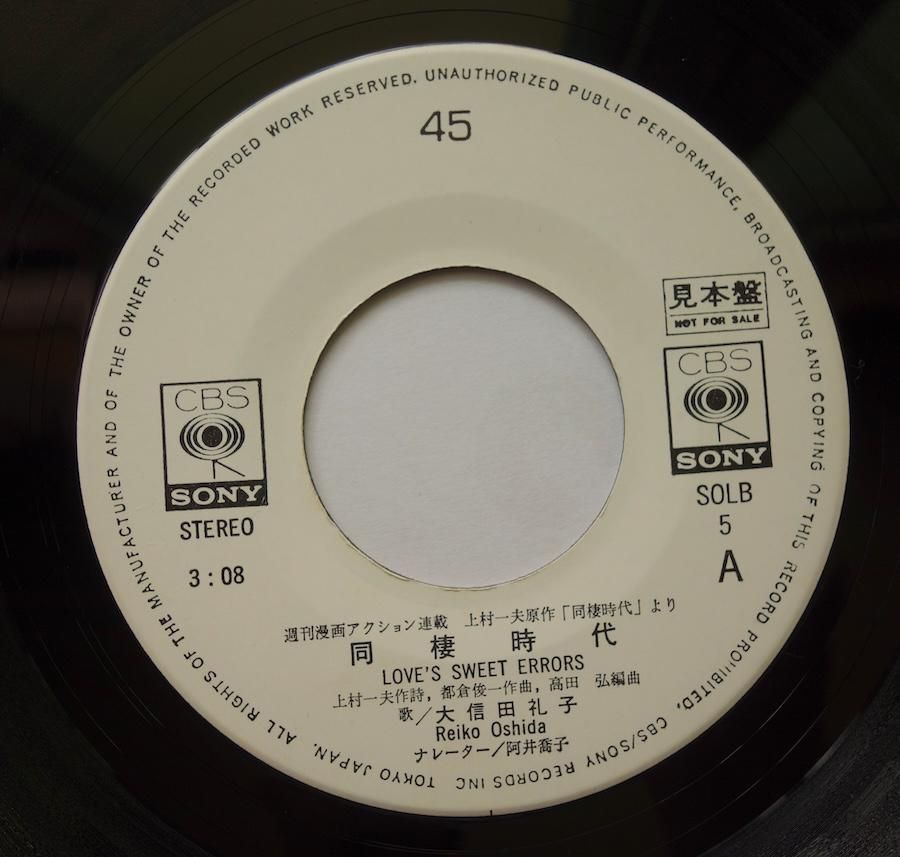 ALL RIGHTS OF THE MANUFACTURER AND OF THE OWNER OF THE RECORDED WORK RESERVED. UNAUTHORIZED PUBLIC PERFORMANCE, BROADCASTING AND COPYING OF THIS RECORD PROHIBITED, CBS/SONY RECORDS INC. TOKYO JAPAN.
45
見本盤
NOT FOR SALE
CBS
SONY
STEREO
3:08
CBS
SONY
SOLB
5
A
週刊漫画アクション連載 上村一夫原作「同棲時代」より
同棲時代
LOVE'S SWEET ERRORS
上村一夫作詩, 都倉俊一作曲, 高田 弘編曲
歌/大信田礼子
Reiko Oshida
ナレーター/阿井喬子